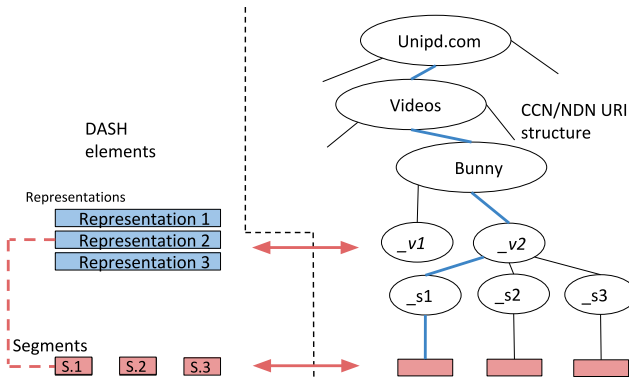 DASH
elements
Representations
Representation 1
Representation 2
Representation 3
Segments
S.1 S.2 S.3
Unipd.com
Videos
CCN/NDN URI
structure
Bunny
_v1 _v2
_s1 _s2 _s3